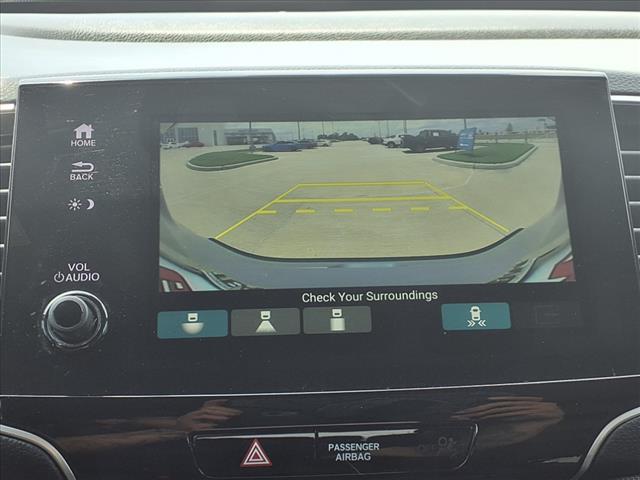 HOME
BACK
VOL
AUDIO
Check Your Surroundings
PASSENGER
AIRBAG